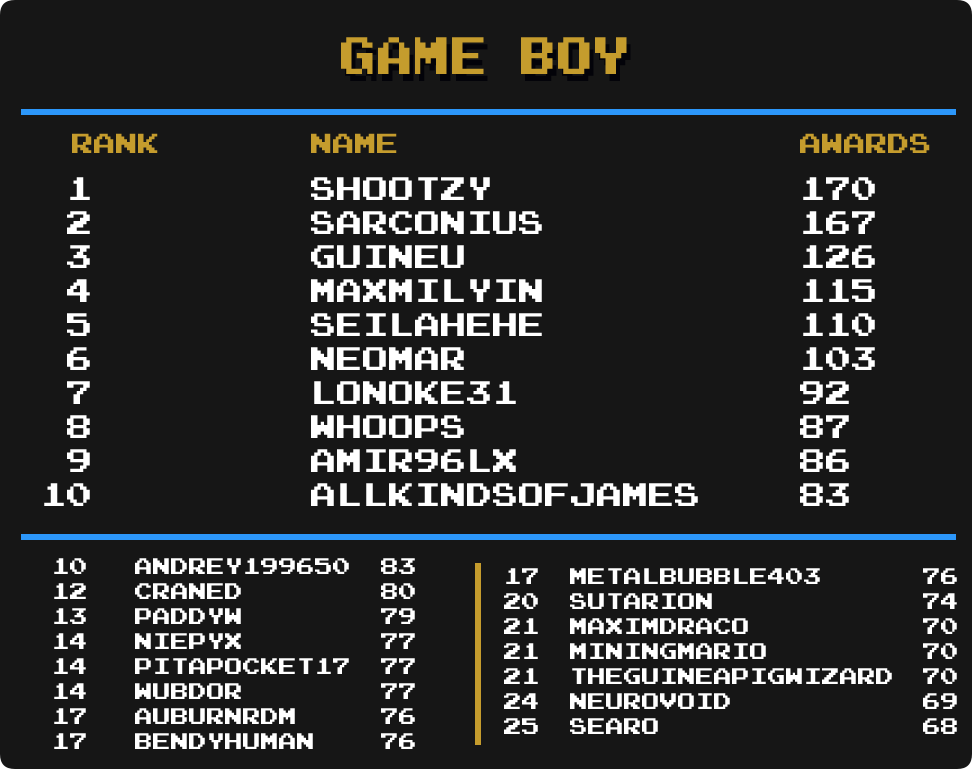 GAME BOY
RANK NAME AWARDS
1 SHOOTZY 170
2 SARCONIUS 167
3 GUINEU 126
4 MAXMILYIN 115
5 SEILAHEHE 110
6 NEOMAR 103
7 LONOKE31 92
8 WHOOPS 87
9 AMIR96LX 86
10 ALLKINDSOFJAMES 83
10 ANDREY199650 83
12 CRANED 80
13 PADDYW 79
14 NIEPYX 77
14 PITAPOCKET17 77
14 WUBDOR 77
17 AUBURNRDM 76
17 BENDYHUMAN 76
17 METALBUBBLE403 76
20 SUTARION 74
21 MAXIMDRACO 70
21 MININGMARIO 70
21 THEGUINEAPIGWIZARD 70
24 NEUROVOID 69
25 SEARO 68